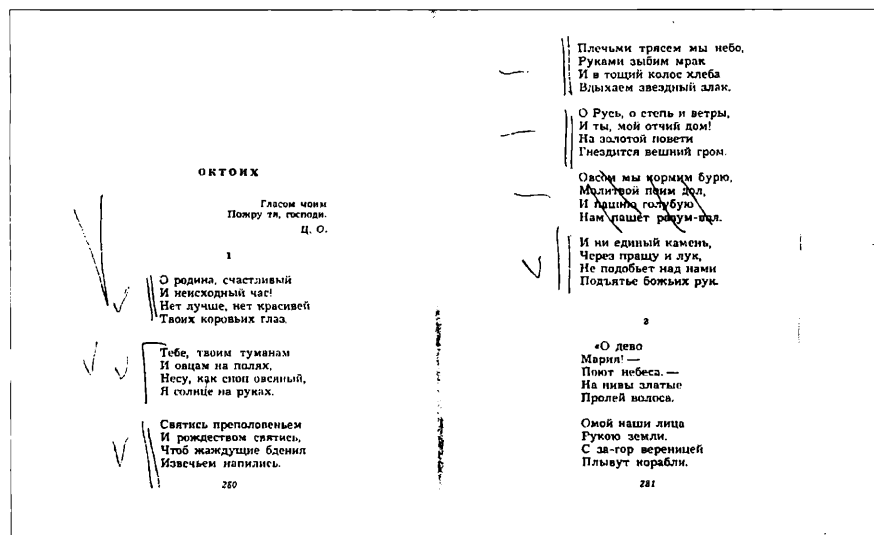 ОКТОИХ
Гласом моим
Пожру тя, господи.
Ц. О.
1
О родина, счастливый
И неисходный час!
Нет лучше, нет красивей
Твоих коровьих глаз.
Тебе, твоим туманам
И овцам на полях,
Несу, как сноп овсяный,
Я солнце на руках.
Святись преполовеньем
И рождеством святись,
Чтоб жаждущие бдения
Извечьем напились.
280
Плечьми трясем мы небо,
Руками зыбим мрак
И в тощий колос хлеба
Вдыхаем звездный злак.
О Русь, о степь и ветры,
И ты, мой отчий дом!
На золотой повети
Гнездится вешний гром.
Овсом мы кормим бурю,
Молитвой поим дол,
И пашню голубую
Нам пашет разум-вол.
И ни единый камень,
Через пращу и лук,
Не подобьет над нами
Подъятье божьих рук.
2
«О дево
Мария! —
Поют небеса. —
На нивы златые
Пролей волоса.
Омой наши лица
Рукою земли.
С за-гор вереницей
Плывут корабли.
281